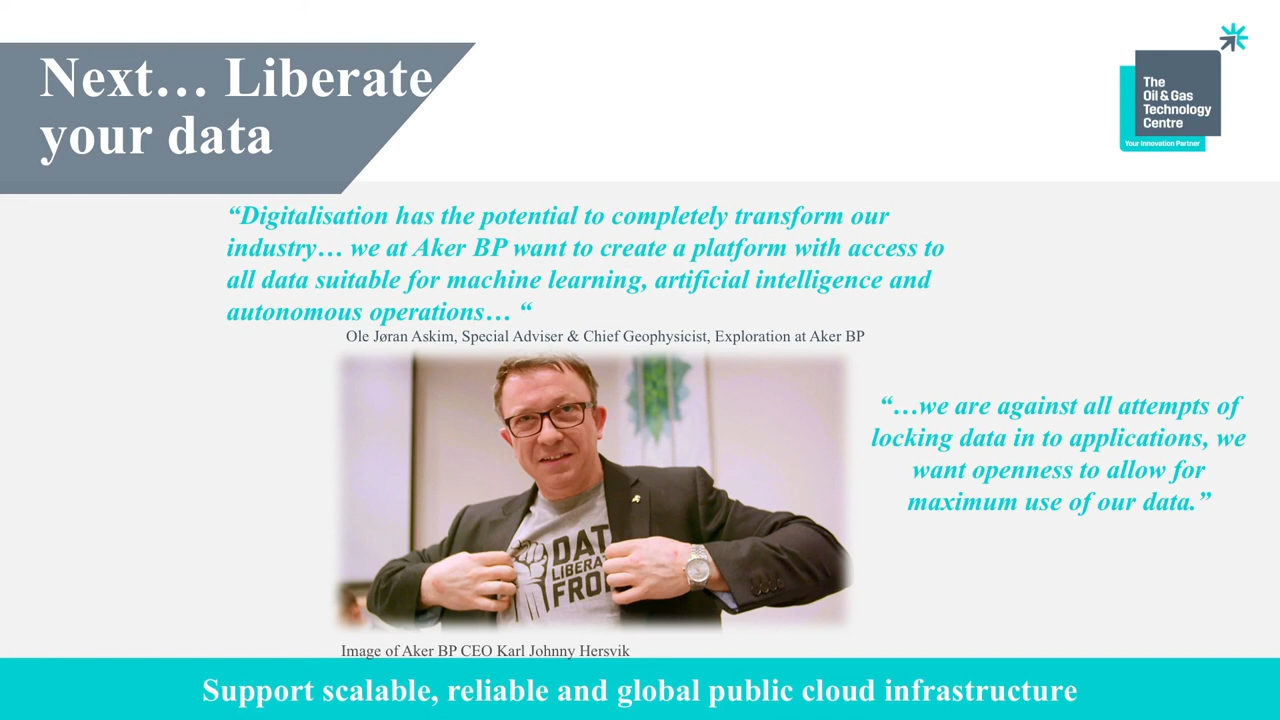 Next… Liberate
your data
The
Oil & Gas
Technology
Centre
Your Innovation Partner
“Digitalisation has the potential to completely transform our
industry… we at Aker BP want to create a platform with access to
all data suitable for machine learning, artificial intelligence and
autonomous operations… “
Ole Jøran Askim, Special Adviser & Chief Geophysicist, Exploration at Aker BP
“…we are against all attempts of
locking data in to applications, we
want openness to allow for
maximum use of our data.”
DAT
LIBERA
FRO
Image of Aker BP CEO Karl Johnny Hersvik
Support scalable, reliable and global public cloud infrastructure